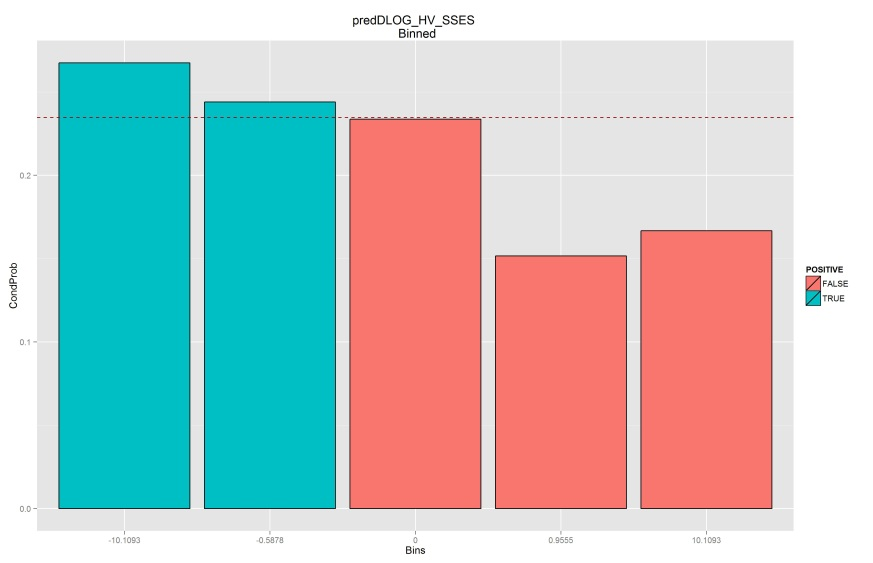 predDLOG_HV_SSES
Binned
CondProb
0.2
0.1
0.0
-10.1093
-0.5878
0
0.9555
10.1093
Bins
POSITIVE
FALSE
TRUE